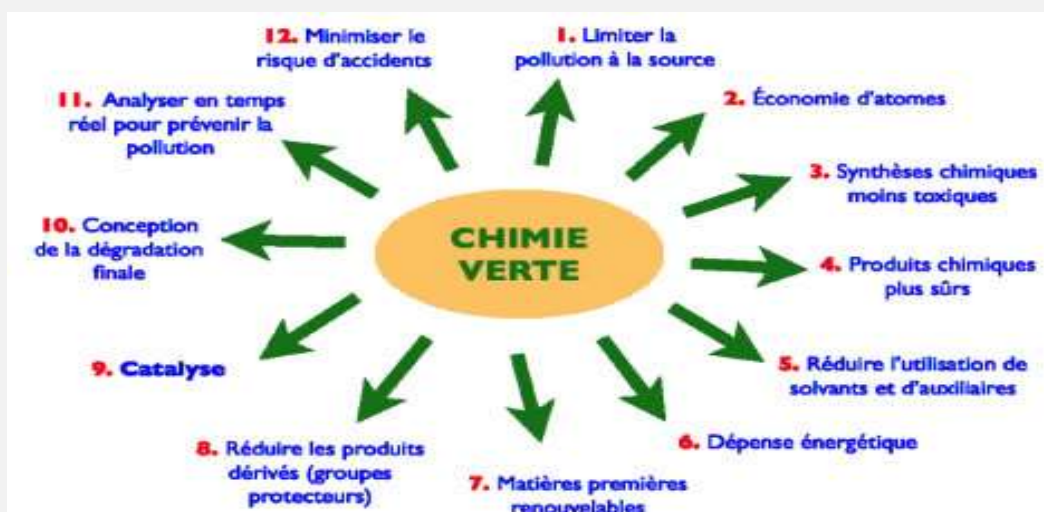 CHIMIE
VERTE
1. Limiter la
pollution à la source
2. Économie d'atomes
3. Synthèses chimiques
moins toxiques
4. Produits chimiques
plus sûrs
5. Réduire l'utilisation de
solvants et d'auxiliaires
6. Dépense énergétique
7. Matières premières
renouvelables
8. Réduire les produits
dérivés (groupes
protecteurs)
9. Catalyse
10. Conception
de la dégradation
finale
11. Analyser en temps
réel pour prévenir la
pollution
12. Minimiser le
risque d'accidents